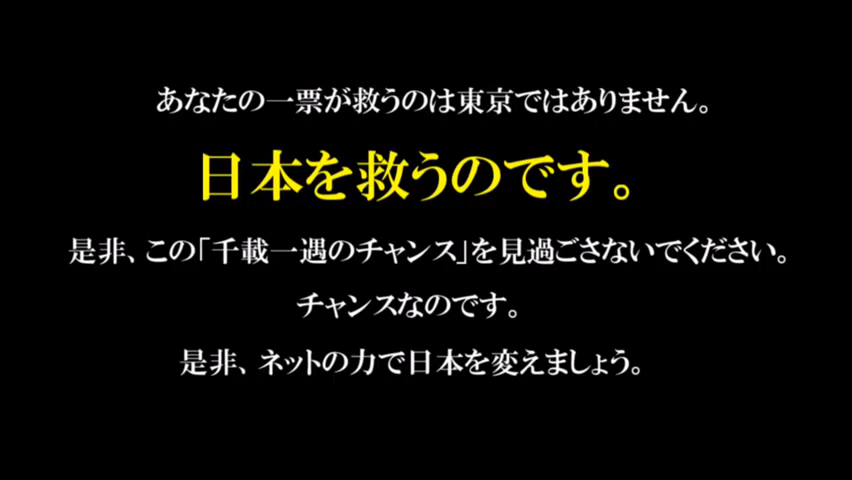 あなたの一票が救うのは東京ではありません。
日本を救うのです。
是非、この「千載一遇のチャンス」を見過ごさないでください。
チャンスなのです。
是非、ネットの力で日本を変えましょう。